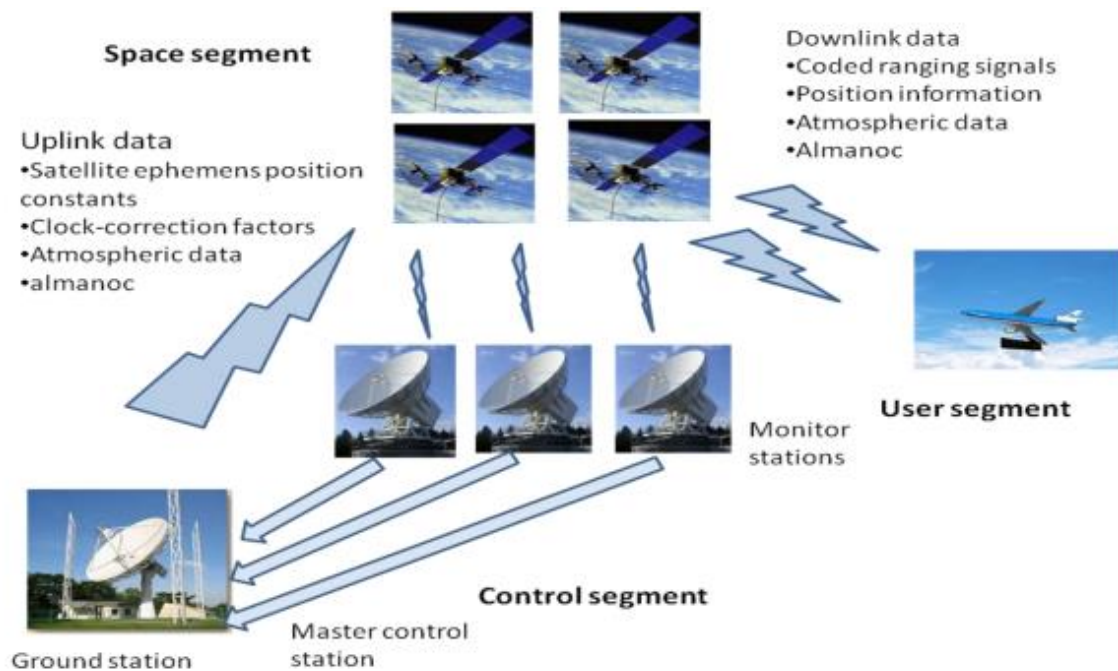 Space segment
Uplink data
•Satellite ephemens position
constants
•Clock-correction factors
•Atmospheric data
•almanoc
Downlink data
•Coded ranging signals
•Position information
•Atmospheric data
•Almanoc
User segment
Monitor
stations
Control segment
Master control
station
Ground station